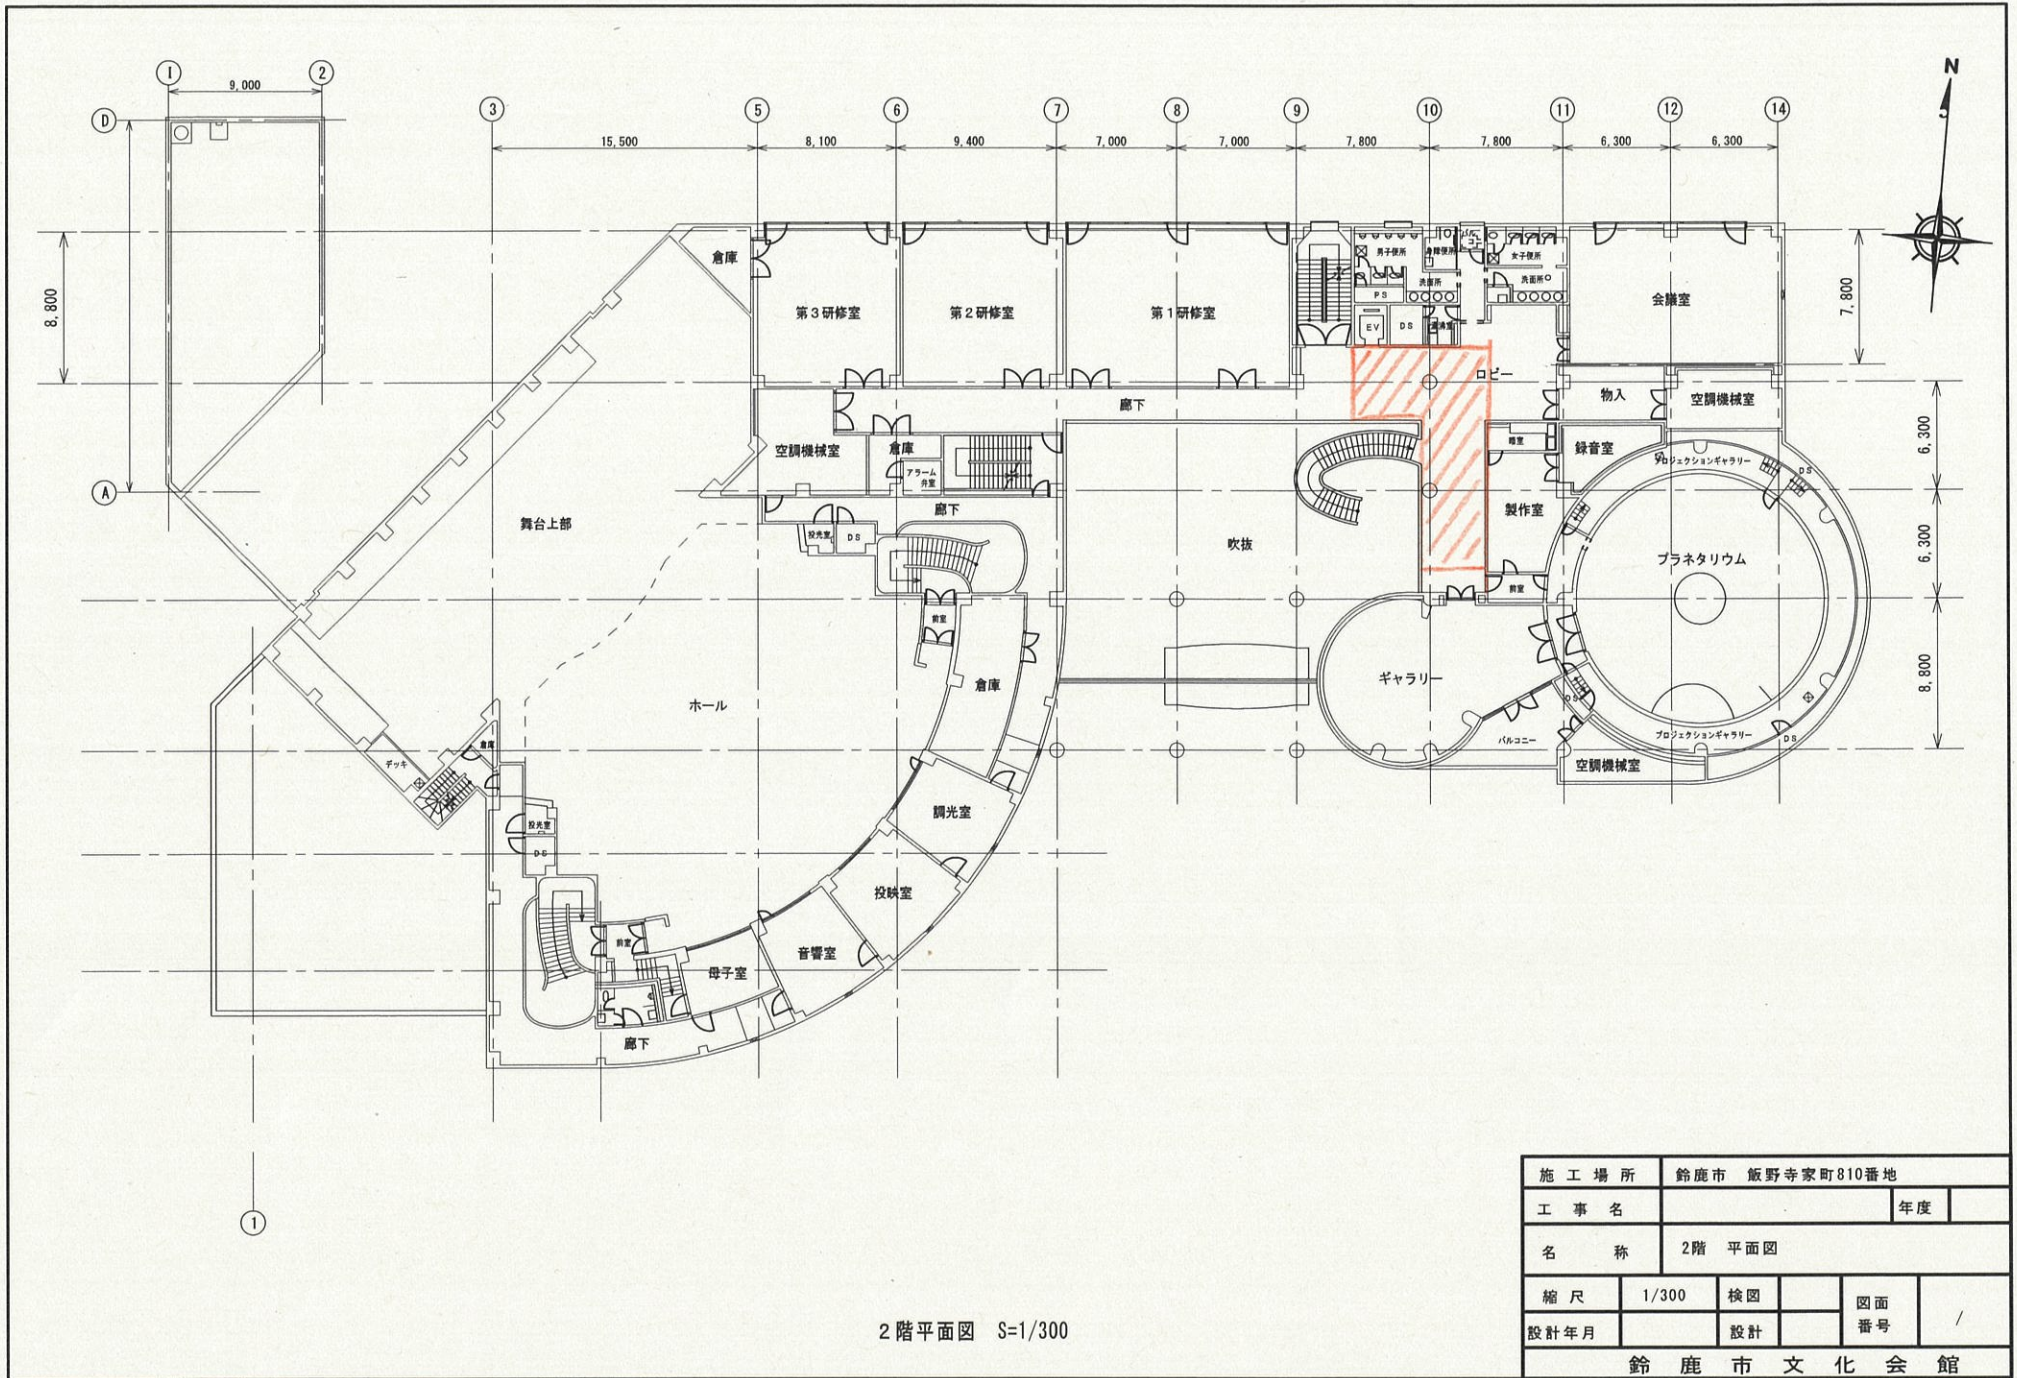 N
1
2
9,000
D
3
5
6
7
8
9
10
11
12
14
15,500
8,100
9,400
7,000
7,000
7,800
7,800
6,300
6,300
8,800
7,800
倉庫
第3研修室
第2研修室
第1研修室
男子便所
身障便所
女子便所
洗面所
洗面所
PS
EV
DS
湯沸室
会議室
ロビー
廊下
物入
空調機械室
6,300
空調機械室
倉庫
アラーム
弁室
暗室
録音室
プロジェクションギャラリー
DS
A
舞台上部
廊下
投光室
DS
吹抜
製作室
プラネタリウム
6,300
前室
前室
倉庫
ホール
ギャラリー
DS
8,800
バルコニー
プロジェクションギャラリー
DS
空調機械室
倉庫
デッキ
投光室
DS
調光室
投映室
音響室
前室
母子室
廊下
1
2階平面図 S=1/300
施工場所 鈴鹿市 飯野寺家町810番地
工事名 年度
名称 2階 平面図
縮尺 1/300 検図 図面番号 /
設計年月 設計
鈴鹿市文化会館